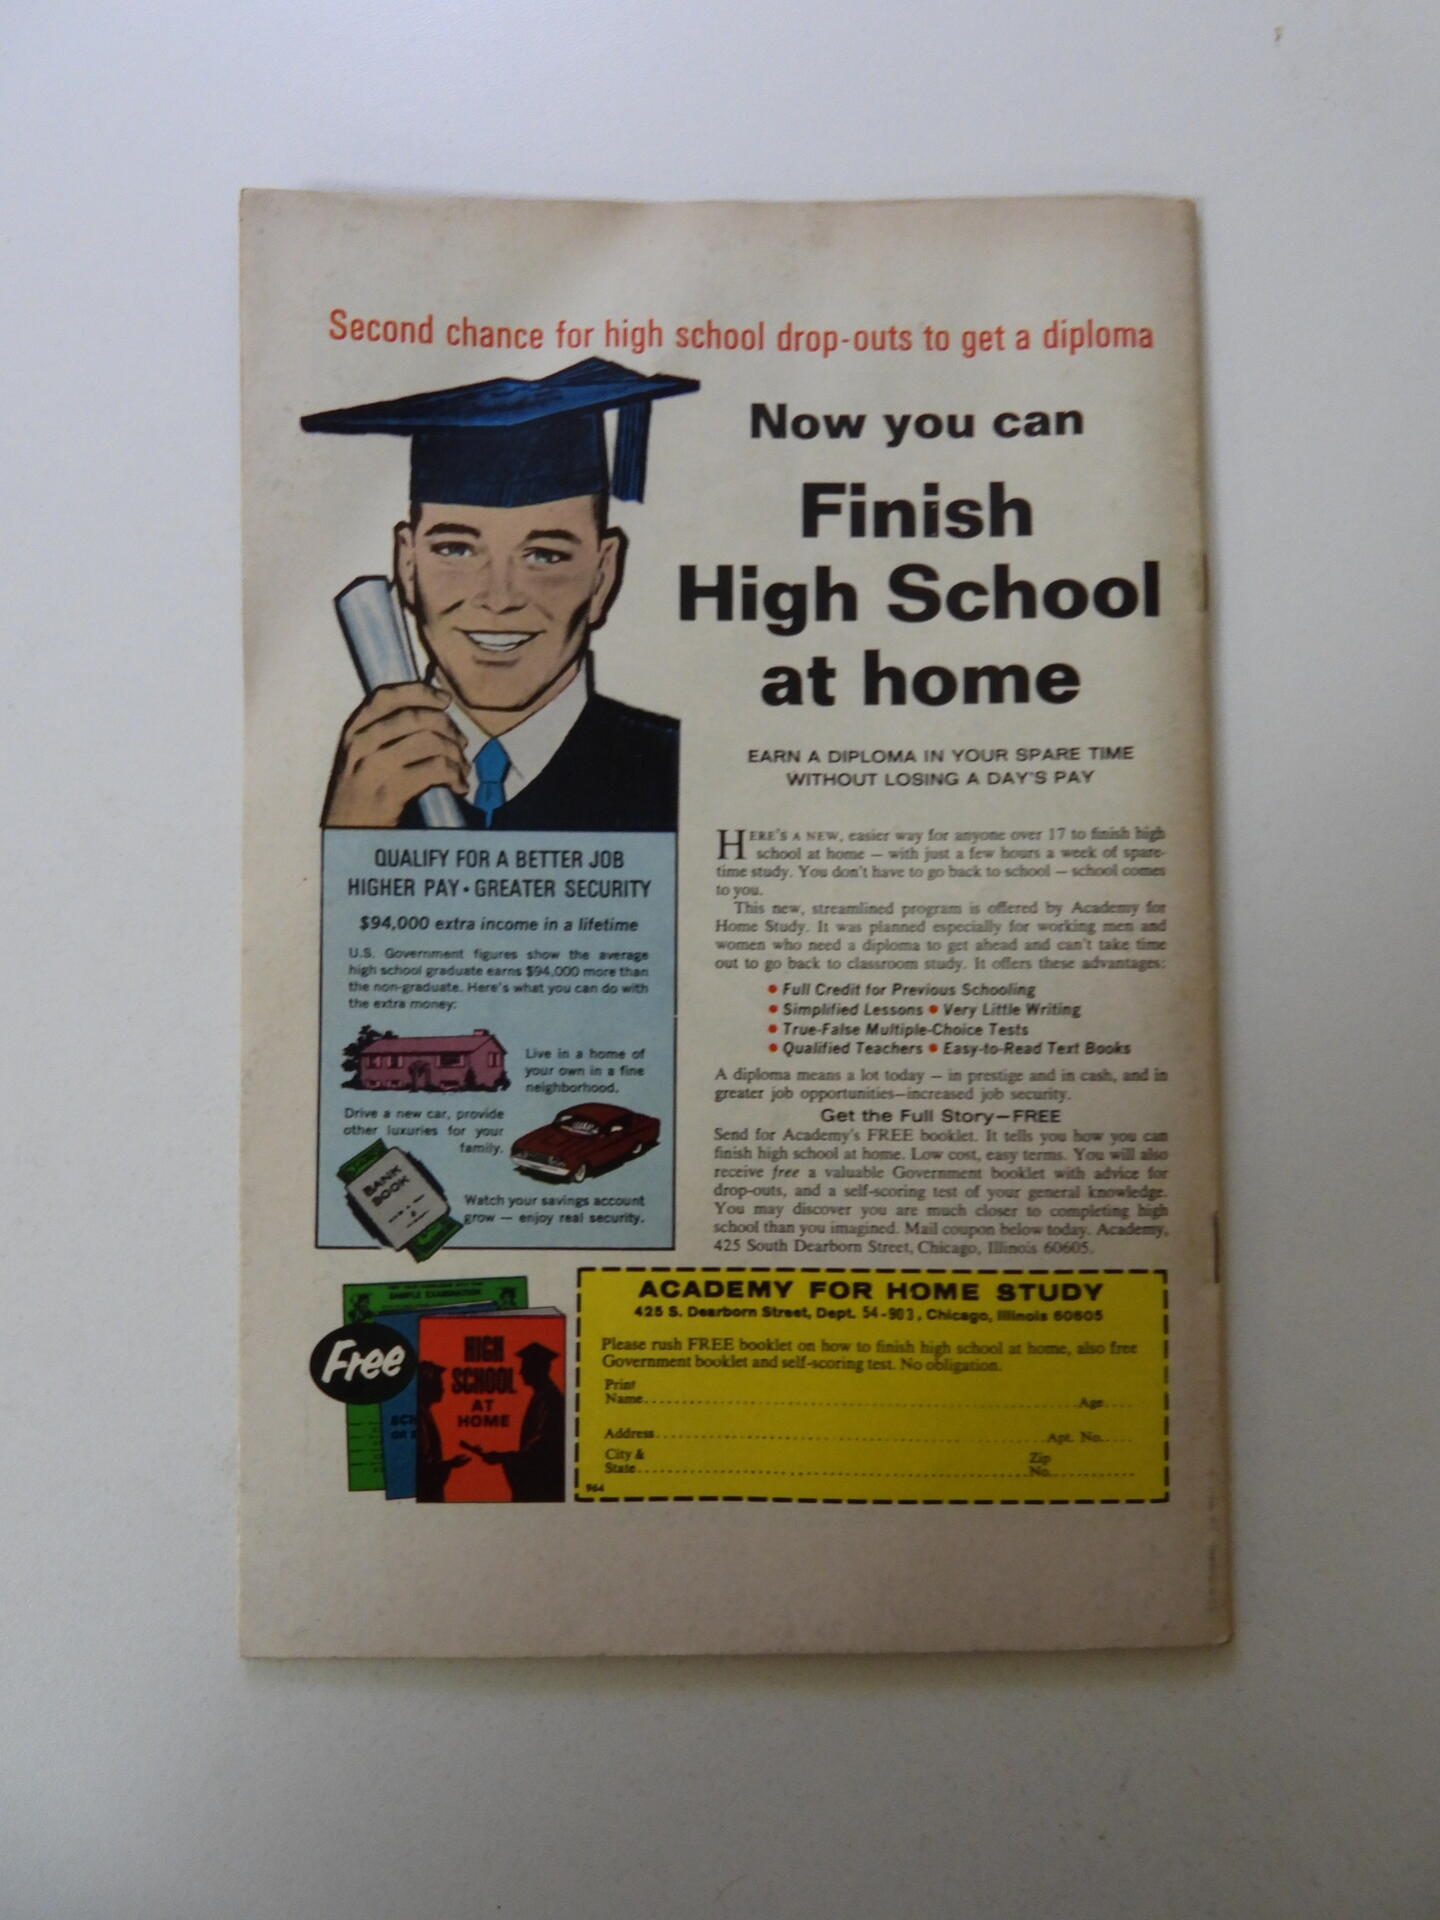 Second chance for high school drop-outs to get a diploma
Now you can
Finish
High School
at home
EARN A DIPLOMA IN YOUR SPARE TIME
WITHOUT LOSING A DAY'S PAY
HERE'S A NEW, easier way for anyone over 17 to finish high
school at home – with just a few hours a week of spare-
time study. You don't have to go back to school – school comes
to you.
This new, streamlined program is offered by Academy for
Home Study. It was planned especially for working men and
women who need a diploma to get ahead and can't take time
out to go back to classroom study. It offers these advantages:
• Full Credit for Previous Schooling
• Simplified Lessons • Very Little Writing
• True-False Multiple-Choice Tests
• Qualified Teachers • Easy-to-Read Text Books
A diploma means a lot today – in prestige and in cash, and in
greater job opportunities—increased job security.
Get the Full Story—FREE
Send for Academy's FREE booklet. It tells you how you can
finish high school at home. Low cost, easy terms. You will also
receive free a valuable Government booklet with advice for
drop-outs, and a self-scoring test of your general knowledge.
You may discover you are much closer to completing high
school than you imagined. Mail coupon below today. Academy,
425 South Dearborn Street, Chicago, Illinois 60605.
QUALIFY FOR A BETTER JOB
HIGHER PAY • GREATER SECURITY
$94,000 extra income in a lifetime
U.S. Government figures show the average
high school graduate earns $94,000 more than
the non-graduate. Here's what you can do with
the extra money:
Live in a home of
your own in a fine
neighborhood.
Drive a new car, provide
other luxuries for your
family.
BANK
BOOK
Watch your savings account
grow — enjoy real security.
SAMPLE EXAMINATION
Free
HIGH
SCHOOL
AT
HOME
ACADEMY FOR HOME STUDY
425 S. Dearborn Street, Dept. 54-903, Chicago, Illinois 60605
Please rush FREE booklet on how to finish high school at home, also free
Government booklet and self-scoring test. No obligation.
Print
Name Age
Address Apt. No.
City & Zip
State No.
964